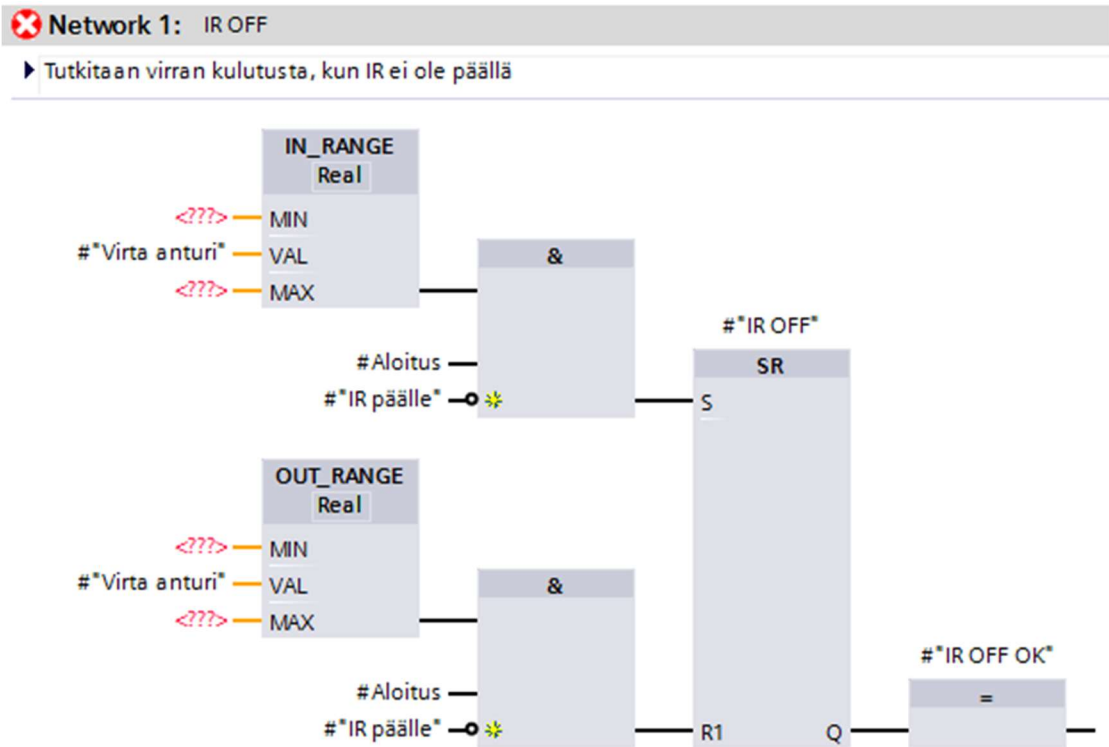 Network 1: IR OFF
Tutkitaan virran kulutusta, kun IR ei ole päällä
IN_RANGE
Real
<???> MIN
#"Virta anturi" VAL
<???> MAX
&
#Aloitus
#"IR päälle"
#"IR OFF"
SR
S
OUT_RANGE
Real
<???> MIN
#"Virta anturi" VAL
<???> MAX
&
#Aloitus
#"IR päälle"
R1 Q
#"IR OFF OK"
=